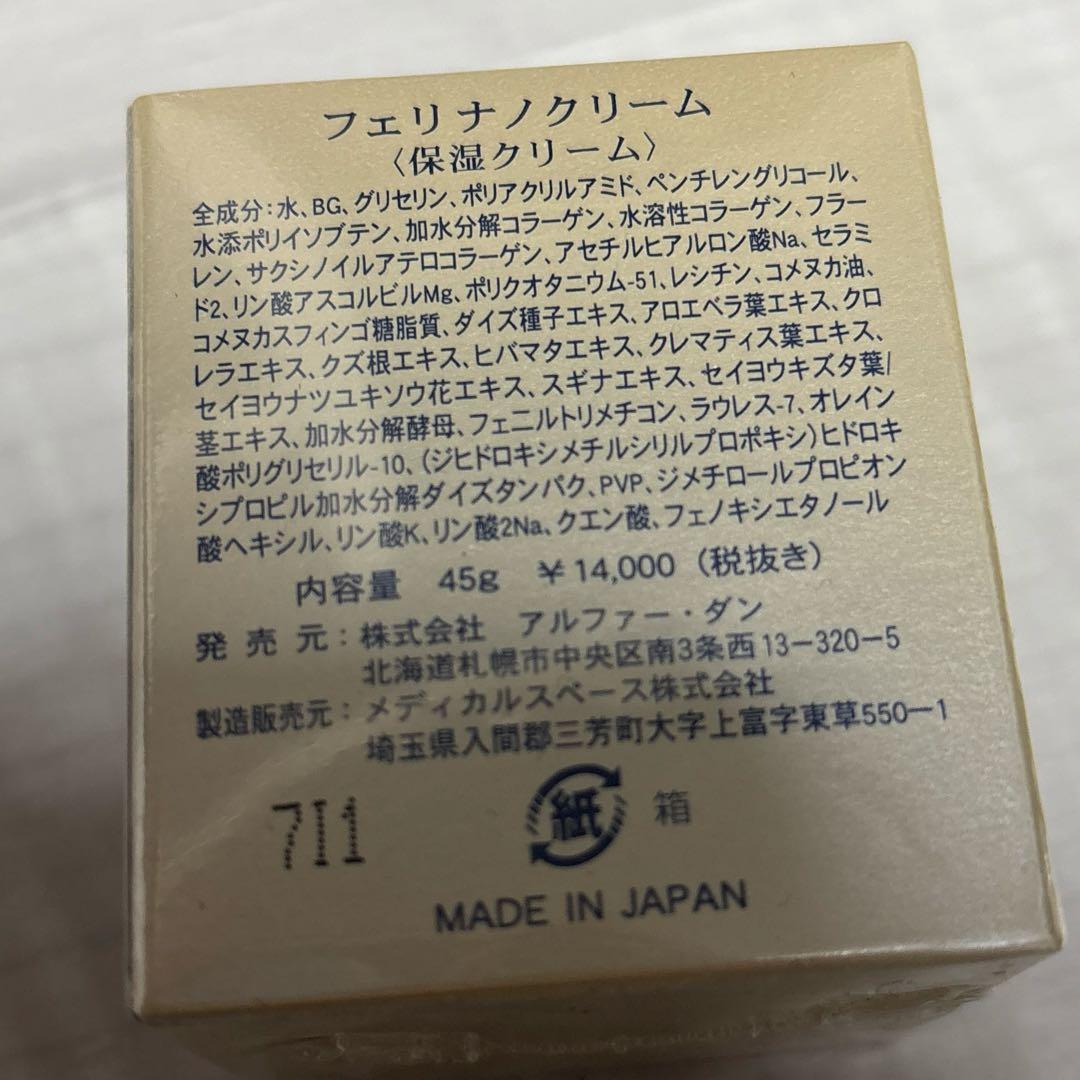 フェリナノクリーム
〈保湿クリーム〉
全成分：水、BG、グリセリン、ポリアクリルアミド、ペンチレングリコール、
水添ポリイソブテン、加水分解コラーゲン、水溶性コラーゲン、フラー
レン、サクシノイルアテロコラーゲン、アセチルヒアルロン酸Na、セラミ
ド2、リン酸アスコルビルMg、ポリクオタニウム-51、レシチン、コメヌカ油、
コメヌカスフィンゴ糖脂質、ダイズ種子エキス、アロエベラ葉エキス、クロ
レラエキス、クズ根エキス、ヒバマタエキス、クレマティス葉エキス、
セイヨウナツユキソウ花エキス、スギナエキス、セイヨウキズタ葉/
茎エキス、加水分解酵母、フェニルトリメチコン、ラウレス-7、オレイン
酸ポリグリセリル-10、(ジヒドロキシメチルシリルプロポキシ)ヒドロキ
シプロピル加水分解ダイズタンパク、PVP、ジメチロールプロピオン
酸ヘキシル、リン酸K、リン酸2Na、クエン酸、フェノキシエタノール
内容量 45g ￥14,000（税抜き）
発売元：株式会社 アルファー・ダン
北海道札幌市中央区南3条西13-320-5
製造販売元：メディカルスペース株式会社
埼玉県入間郡三芳町大字上富字東草550-1
711
紙 箱
MADE IN JAPAN